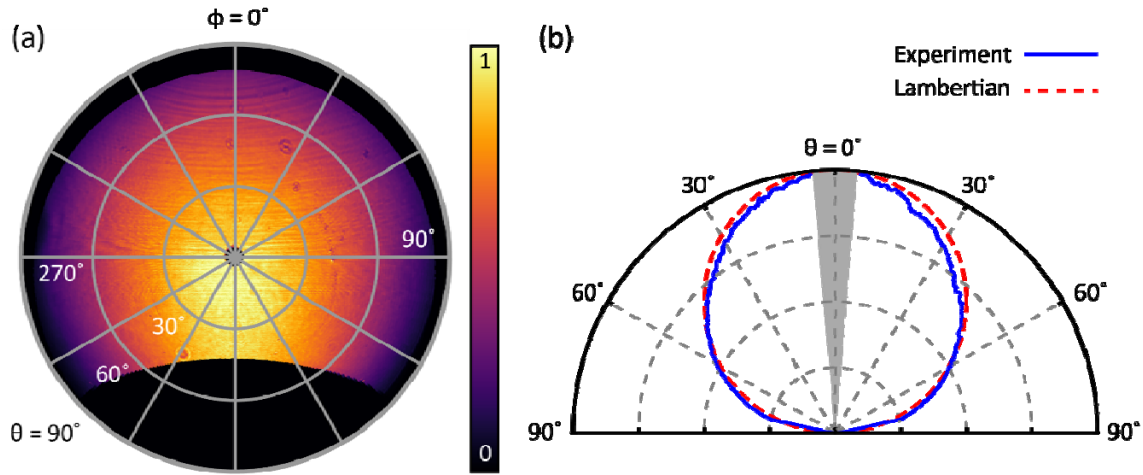 (a)
ϕ = 0˚
1
90˚
270˚
30˚
60˚
θ = 90˚
0
(b)
Experiment
Lambertian
θ = 0˚
30˚
30˚
60˚
60˚
90˚
90˚